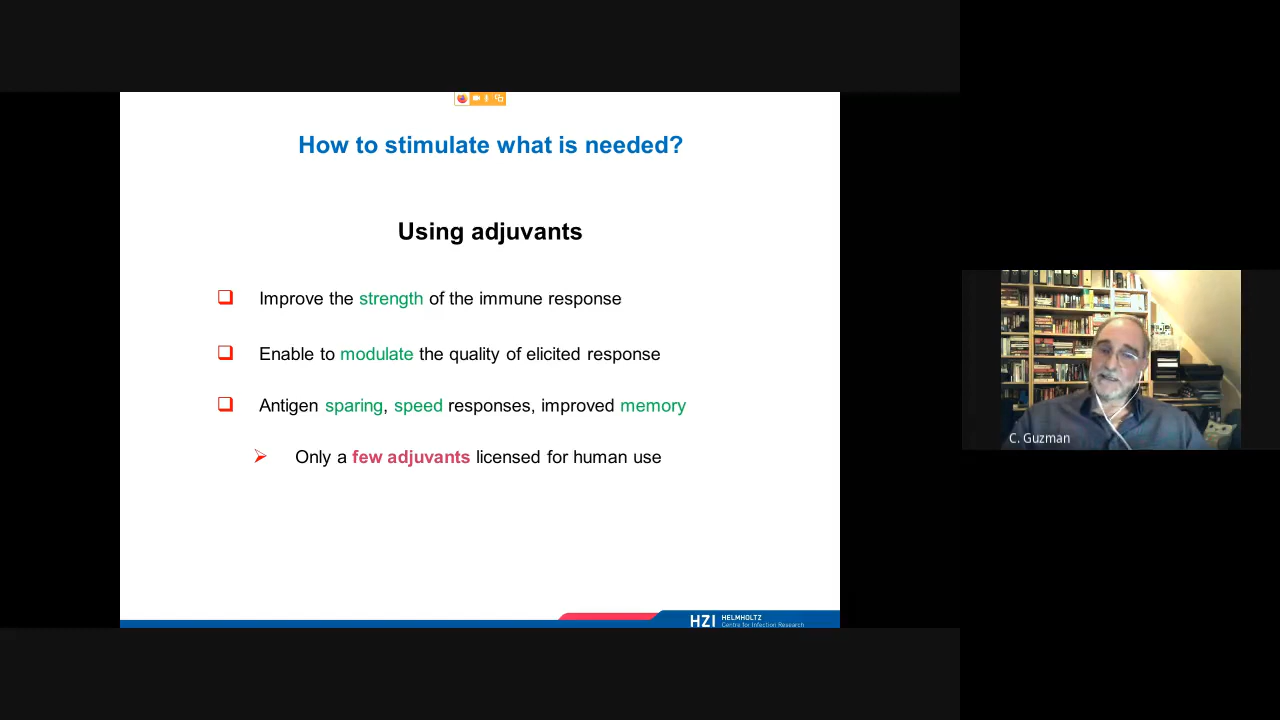 How to stimulate what is needed?
Using adjuvants
Improve the strength of the immune response
Enable to modulate the quality of elicited response
Antigen sparing, speed responses, improved memory
Only a few adjuvants licensed for human use
HZI HELMHOLTZ
Centre for Infection Research
C. Guzman